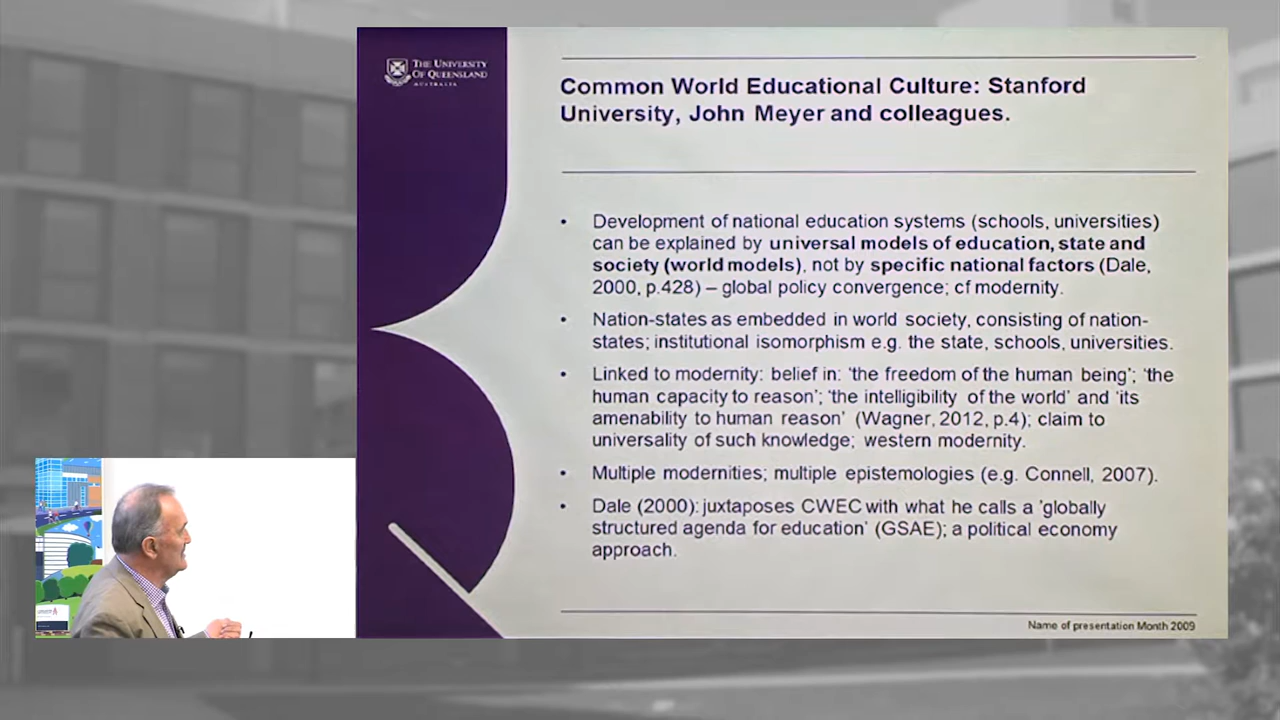 THE UNIVERSITY
OF QUEENSLAND
AUSTRALIA
Common World Educational Culture: Stanford
University, John Meyer and colleagues.
• Development of national education systems (schools, universities)
can be explained by universal models of education, state and
society (world models), not by specific national factors (Dale,
2000, p.428) – global policy convergence; cf modernity.
• Nation-states as embedded in world society, consisting of nation-
states; institutional isomorphism e.g. the state, schools, universities.
• Linked to modernity: belief in: ‘the freedom of the human being’; ‘the
human capacity to reason’; ‘the intelligibility of the world’ and ‘its
amenability to human reason’ (Wagner, 2012, p.4); claim to
universality of such knowledge; western modernity.
• Multiple modernities; multiple epistemologies (e.g. Connell, 2007).
• Dale (2000): juxtaposes CWEC with what he calls a ‘globally
structured agenda for education’ (GSAE); a political economy
approach.
Name of presentation Month 2009